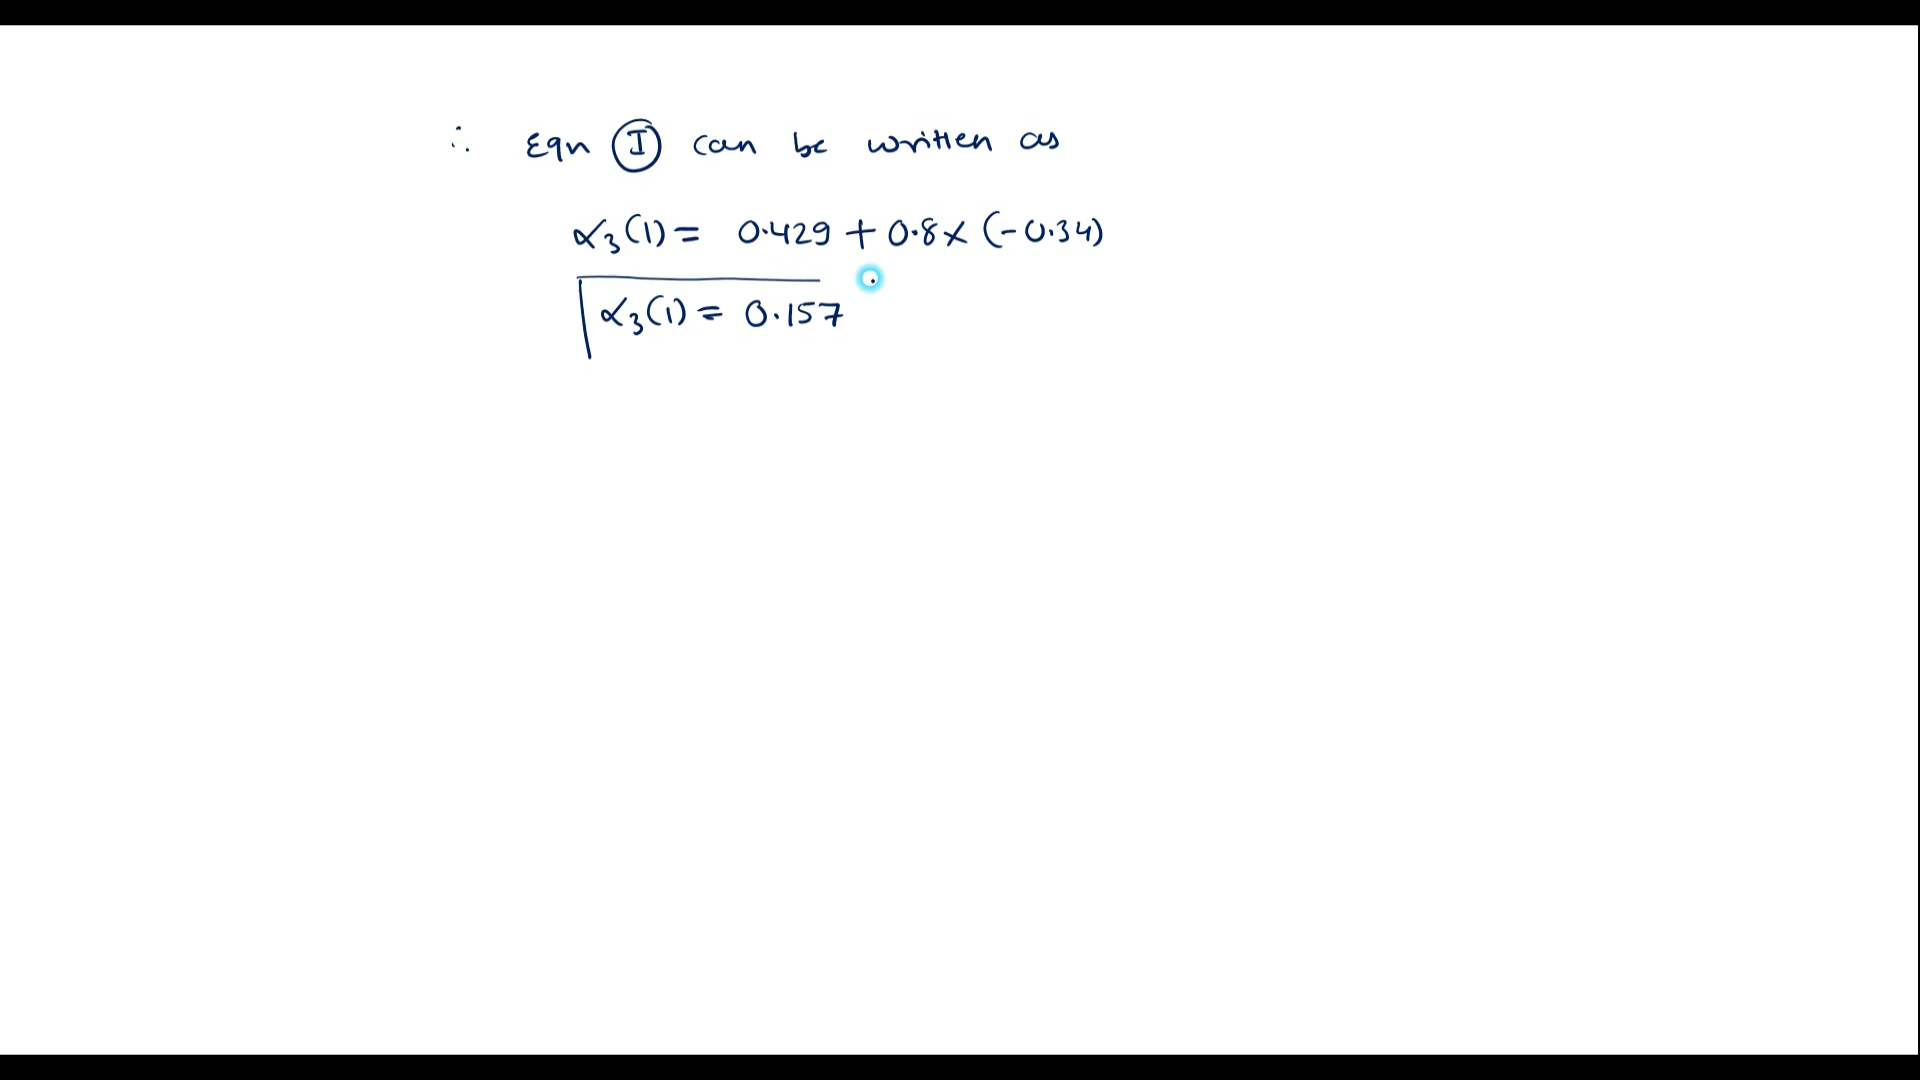 ∴ Eqn (I) can be written as
α₃(1) = 0.429 + 0.8 × (-0.34)
α₃(1) = 0.157